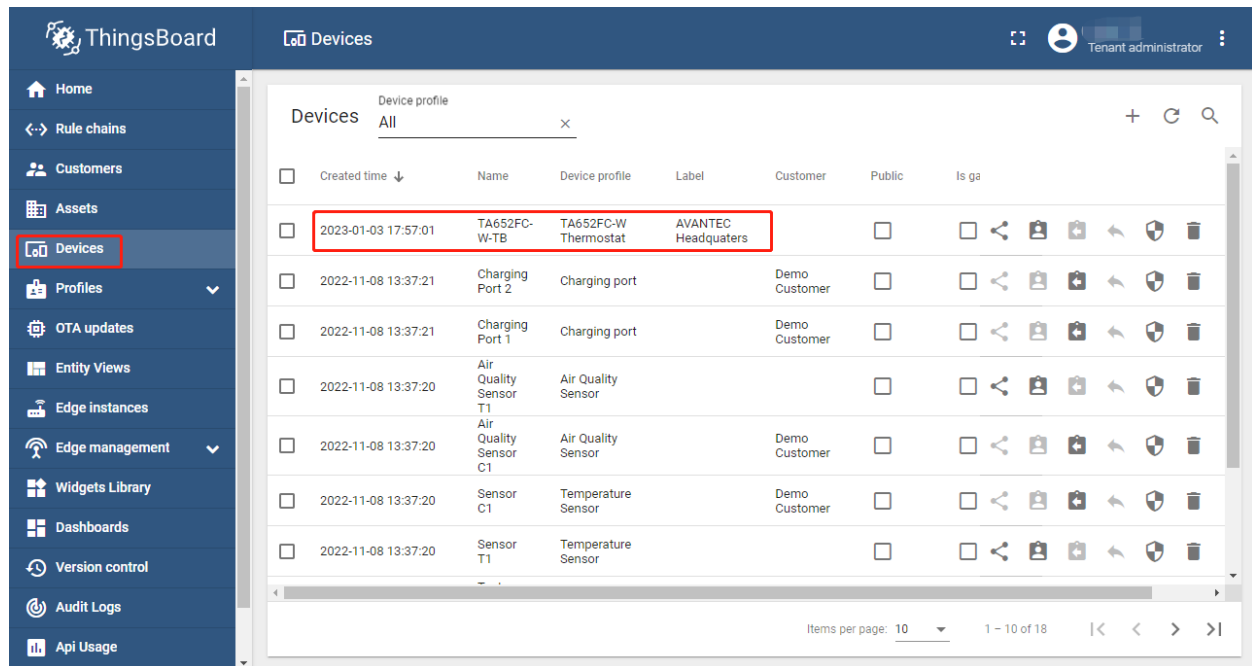 ThingsBoard
Devices
Tenant administrator
Home
Rule chains
Customers
Assets
Devices
Profiles
OTA updates
Entity Views
Edge instances
Edge management
Widgets Library
Dashboards
Version control
Audit Logs
Api Usage
Devices
Device profile
All
Created time Name Device profile Label Customer Public Is ga
2023-01-03 17:57:01 TA652FC- TA652FC-W AVANTEC
W-TB Thermostat Headquaters
2022-11-08 13:37:21 Charging Charging port Demo
Port 2 Customer
2022-11-08 13:37:21 Charging Charging port Demo
Port 1 Customer
Air
Quality Air Quality
2022-11-08 13:37:20 Sensor Sensor
T1
Air
Quality Air Quality Demo
2022-11-08 13:37:20 Sensor Sensor Customer
C1
2022-11-08 13:37:20 Sensor Temperature Demo
C1 Sensor Customer
2022-11-08 13:37:20 Sensor Temperature
T1 Sensor
Items per page: 10 1 – 10 of 18